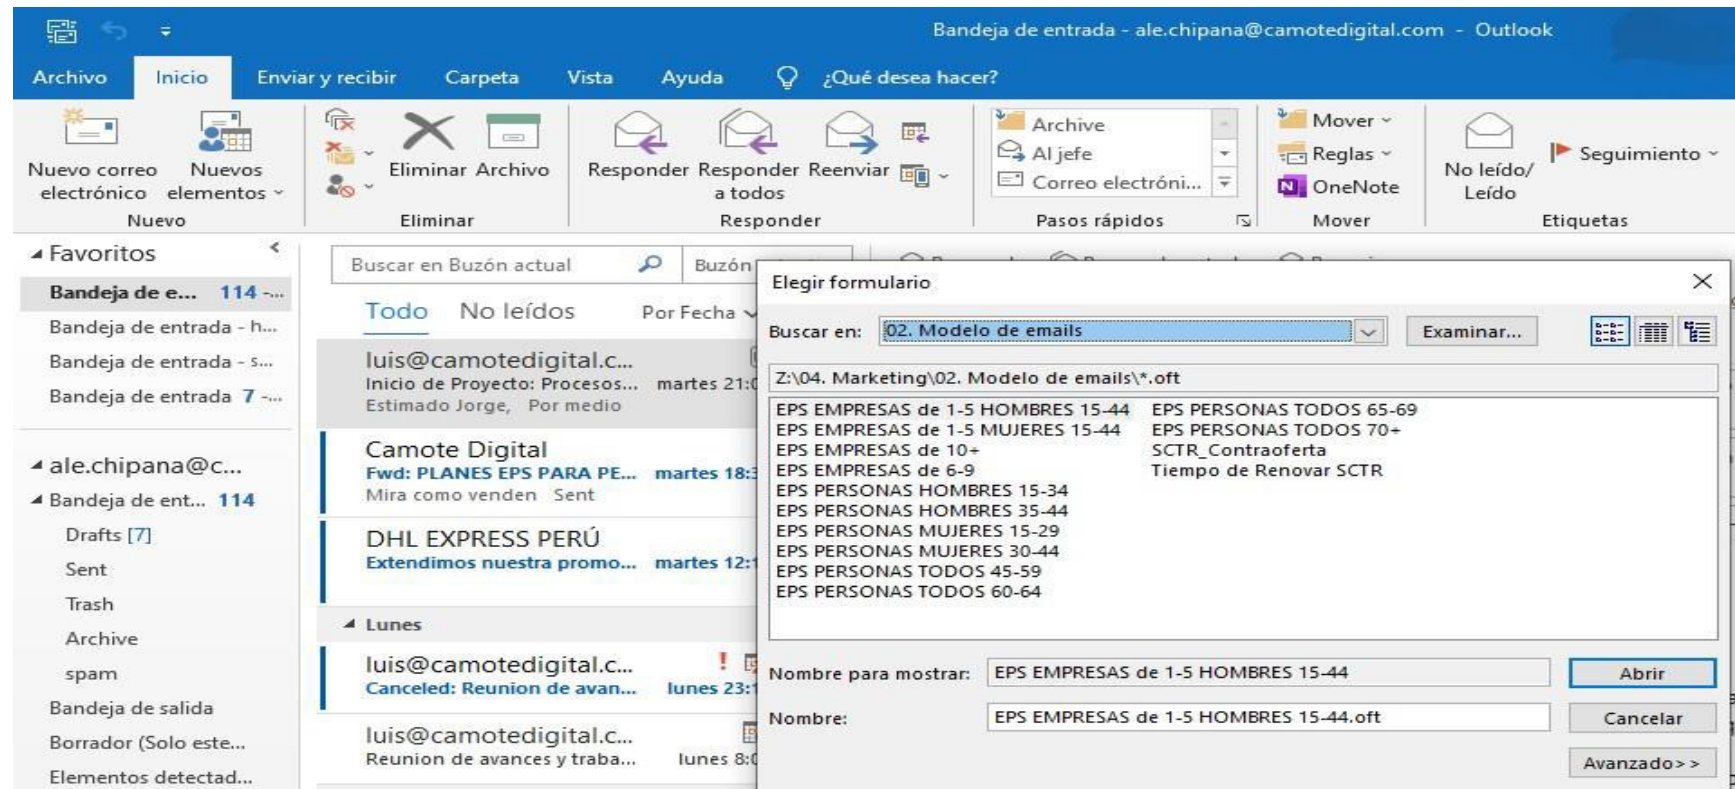 Bandeja de entrada - ale.chipana@camotedigital.com - Outlook
Archivo Inicio Enviar y recibir Carpeta Vista Ayuda ¿Qué desea hacer?
Nuevo correo electrónico
Nuevos elementos
Nuevo
Eliminar Archivo
Eliminar
Responder Responder a todos Reenviar
Responder
Archive
Al jefe
Correo electróni...
Pasos rápidos
Mover
Reglas
OneNote
Mover
No leído/ Leído
Seguimiento
Etiquetas
Favoritos
Bandeja de e... 114 -...
Bandeja de entrada - h...
Bandeja de entrada - s...
Bandeja de entrada 7 -...
ale.chipana@c...
Bandeja de ent... 114
Drafts [7]
Sent
Trash
Archive
spam
Bandeja de salida
Borrador (Solo este...
Elementos detectad...
Buscar en Buzón actual Buzón
Todo No leídos Por Fecha
luis@camotedigital.c...
Inicio de Proyecto: Procesos... martes 21:0
Estimado Jorge, Por medio
Camote Digital
Fwd: PLANES EPS PARA PE... martes 18:3
Mira como venden Sent
DHL EXPRESS PERÚ
Extendimos nuestra promo... martes 12:1
Lunes
luis@camotedigital.c...
Canceled: Reunion de avan... lunes 23:1
luis@camotedigital.c...
Reunion de avances y traba... lunes 8:0
Elegir formulario
Buscar en: 02. Modelo de emails Examinar...
Z:\04. Marketing\02. Modelo de emails\*.oft
EPS EMPRESAS de 1-5 HOMBRES 15-44
EPS EMPRESAS de 1-5 MUJERES 15-44
EPS EMPRESAS de 10+
EPS EMPRESAS de 6-9
EPS PERSONAS HOMBRES 15-34
EPS PERSONAS HOMBRES 35-44
EPS PERSONAS MUJERES 15-29
EPS PERSONAS MUJERES 30-44
EPS PERSONAS TODOS 45-59
EPS PERSONAS TODOS 60-64
EPS PERSONAS TODOS 65-69
EPS PERSONAS TODOS 70+
SCTR_Contraoferta
Tiempo de Renovar SCTR
Nombre para mostrar: EPS EMPRESAS de 1-5 HOMBRES 15-44 Abrir
Nombre: EPS EMPRESAS de 1-5 HOMBRES 15-44.oft Cancelar
Avanzado>>